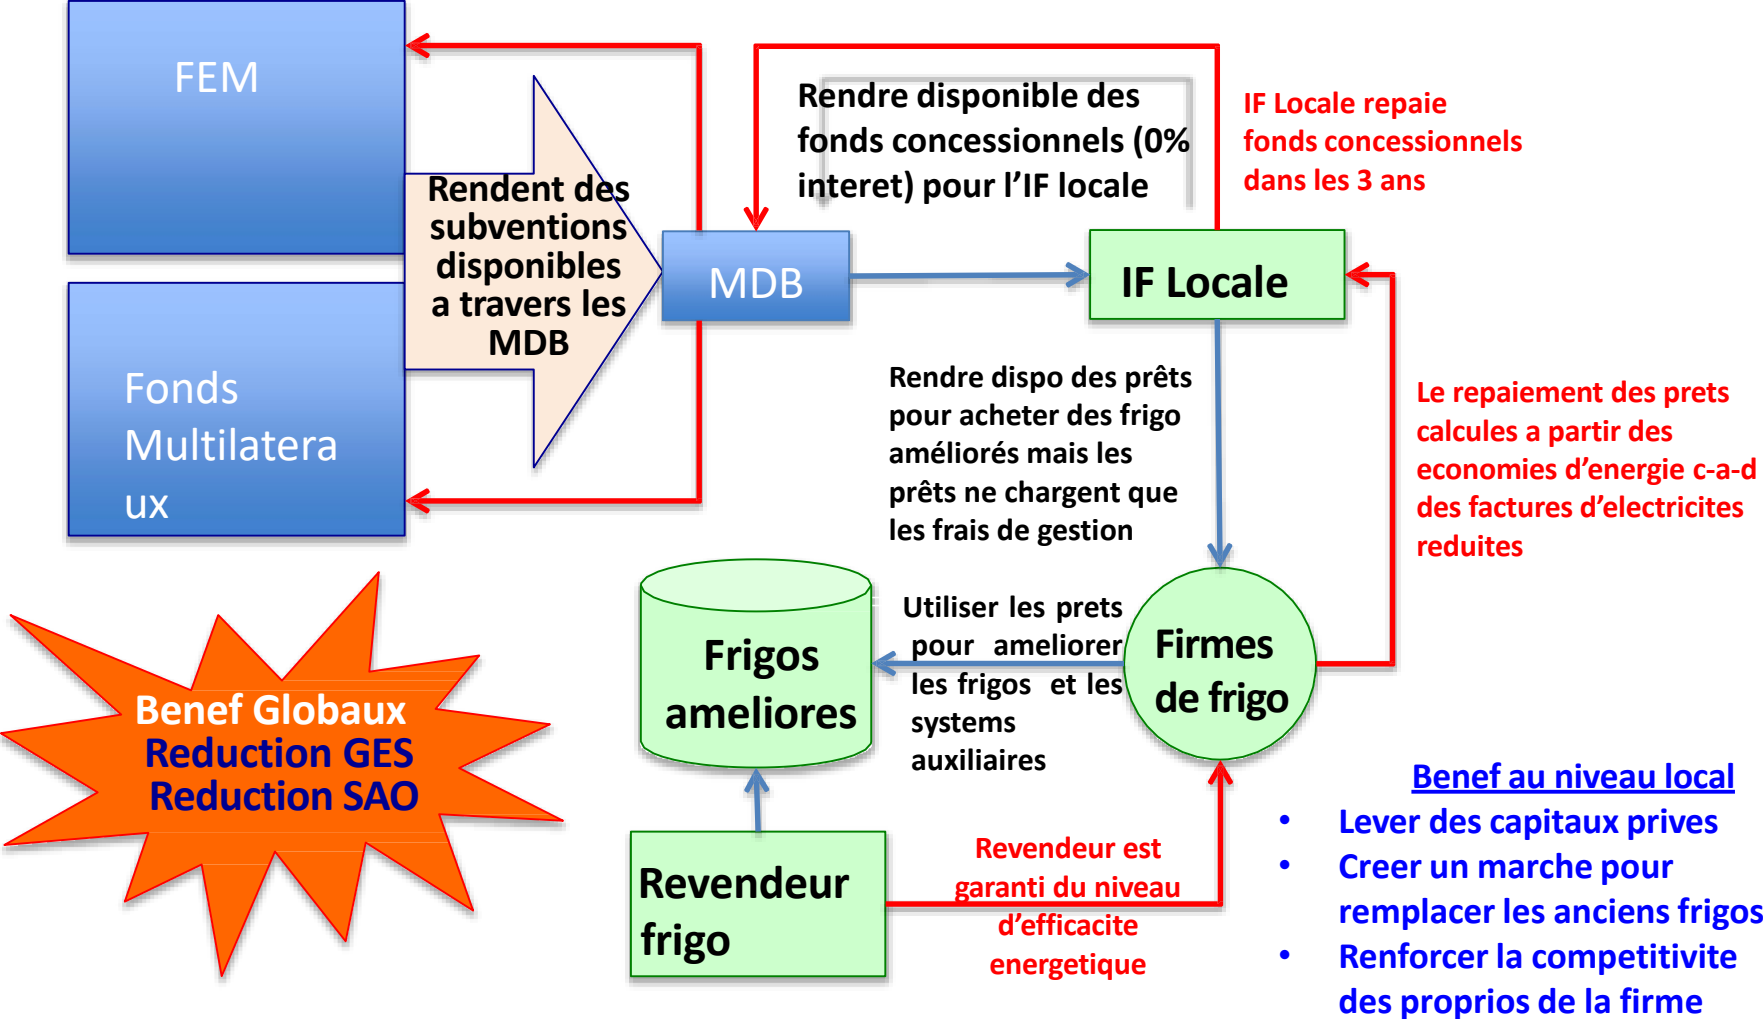 FEM
Rendent des
subventions
disponibles
a travers les
MDB
Fonds
Multilatera
ux
MDB
Rendre disponible des
fonds concessionnels (0%
interet) pour l’IF locale
IF Locale repaie
fonds concessionnels
dans les 3 ans
IF Locale
Rendre dispo des prêts
pour acheter des frigo
améliorés mais les
prêts ne chargent que
les frais de gestion
Le repaiement des prets
calcules a partir des
economies d’energie c-a-d
des factures d’electricites
reduites
Utiliser les prets
pour ameliorer
les frigos et les
systems
auxiliaires
Firmes
de frigo
Frigos
ameliores
Benef Globaux
Reduction GES
Reduction SAO
Revendeur
frigo
Revendeur est
garanti du niveau
d’efficacite
energetique
Benef au niveau local
• Lever des capitaux prives
• Creer un marche pour
remplacer les anciens frigos
• Renforcer la competitivite
des proprios de la firme